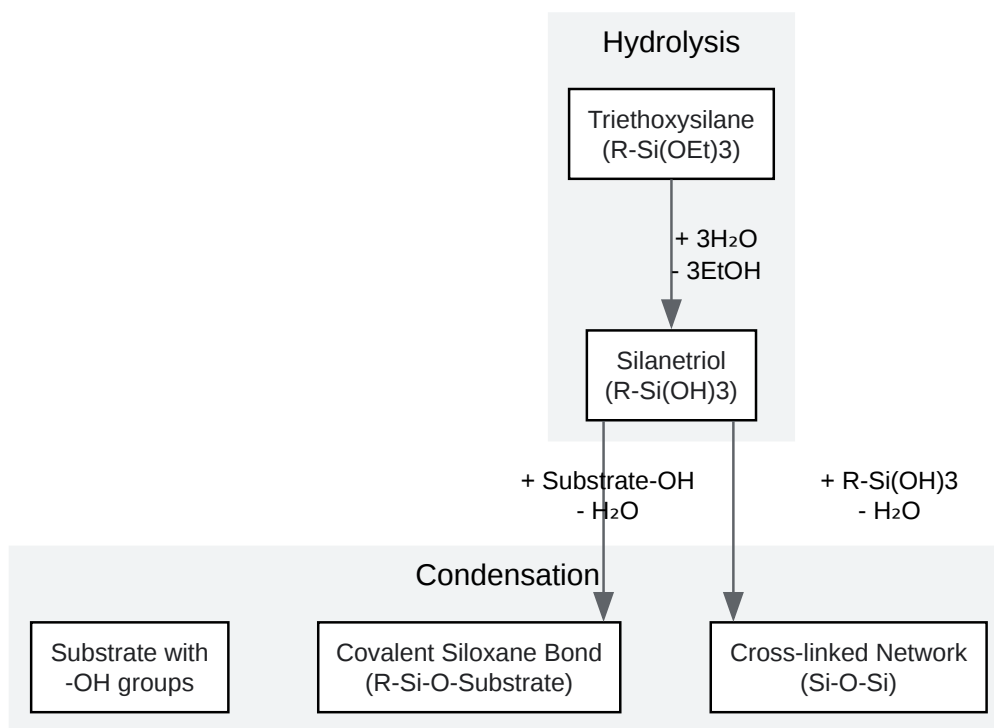 Hydrolysis
Triethoxysilane
(R-Si(OEt)3)
+ 3H₂O
- 3EtOH
Silanetriol
(R-Si(OH)3)
+ Substrate-OH
- H₂O
+ R-Si(OH)3
- H₂O
Condensation
Substrate with
-OH groups
Covalent Siloxane Bond
(R-Si-O-Substrate)
Cross-linked Network
(Si-O-Si)